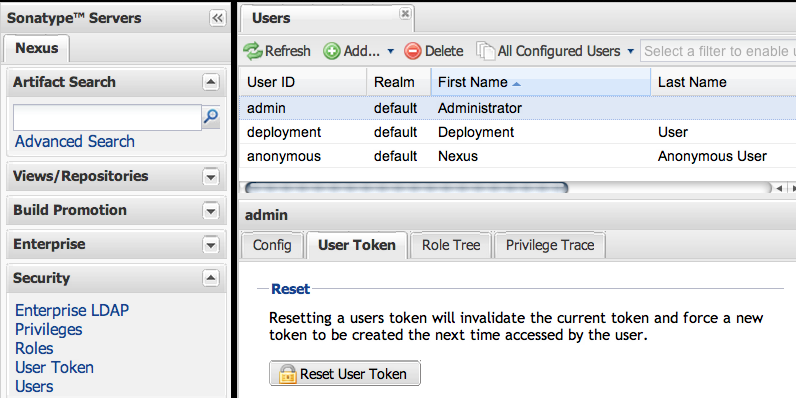 Sonatype™ Servers
Nexus
Artifact Search
Advanced Search
Views/Repositories
Build Promotion
Enterprise
Security
Enterprise LDAP
Privileges
Roles
User Token
Users
Users
Refresh Add... Delete All Configured Users Select a filter to enable
User ID Realm First Name Last Name
admin default Administrator
deployment default Deployment User
anonymous default Nexus Anonymous User
admin
Config User Token Role Tree Privilege Trace
Reset
Resetting a users token will invalidate the current token and force a new
token to be created the next time accessed by the user.
Reset User Token